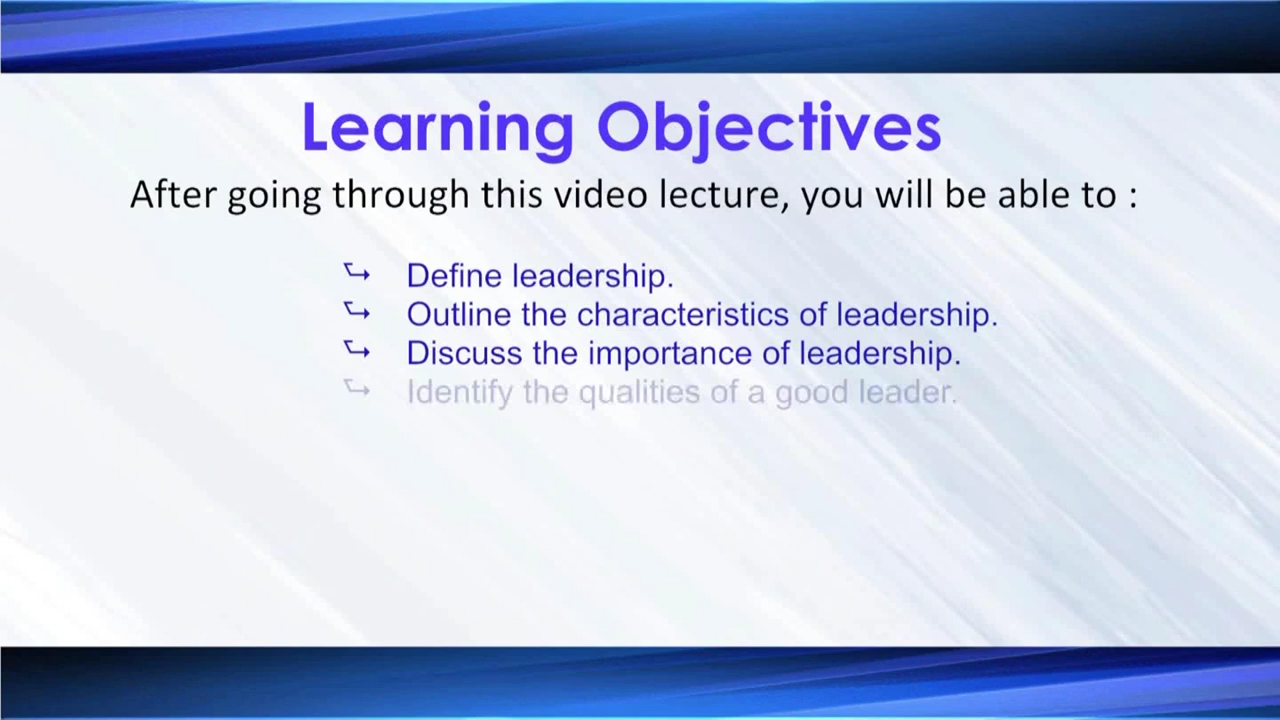 Learning Objectives
After going through this video lecture, you will be able to :
Define leadership.
Outline the characteristics of leadership.
Discuss the importance of leadership.
Identify the qualities of a good leader.